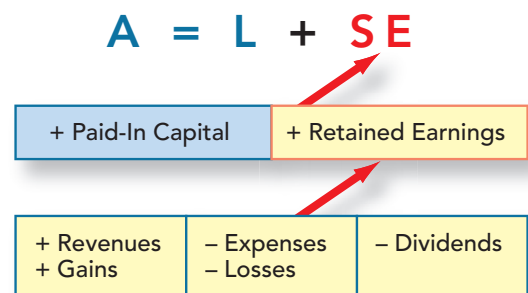 A = L + SE
+ Paid-In Capital + Retained Earnings
+ Revenues – Expenses – Dividends
+ Gains – Losses